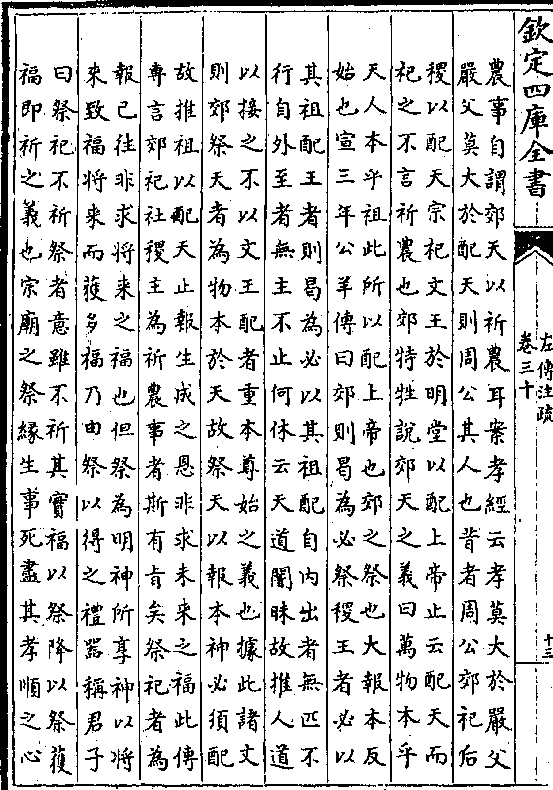 欽定四庫全書
左傳注疏
卷三十
十三
農事自謂郊天以祈農耳案孝經云孝莫大於嚴父
嚴父莫大於配天則周公其人也昔者周公郊祀后
稷以配天宗祀文王於明堂以配上帝止云配天而
祀之不言祈農也郊特牲說郊天之義曰萬物本乎
天人本乎祖此所以配上帝也郊之祭也大報本反
始也宣三年公羊傳曰郊則曷為必祭稷王者必以
其祖配王者則曷為必以其祖配自內出者無匹不
行自外至者無主不止何休云天道闇昧故推人道
以接之不以文王配者重本尊始之義也據此諸文
則郊祭天者為物本於天故祭天以報本神必須配
故推祖以配天止報生成之恩非求未來之福此傳
專言郊祀社稷主為祈農事者斯有㫖矣祭祀者為
報已往非求將来之福也但祭為明神所享神以將
來致福將来而獲多福乃由祭以得之禮器稱君子
曰祭祀不祈祭者意雖不祈其實福以祭降以祭獲
福即祈之義也宗廟之祭緣生事死盡其孝順之心